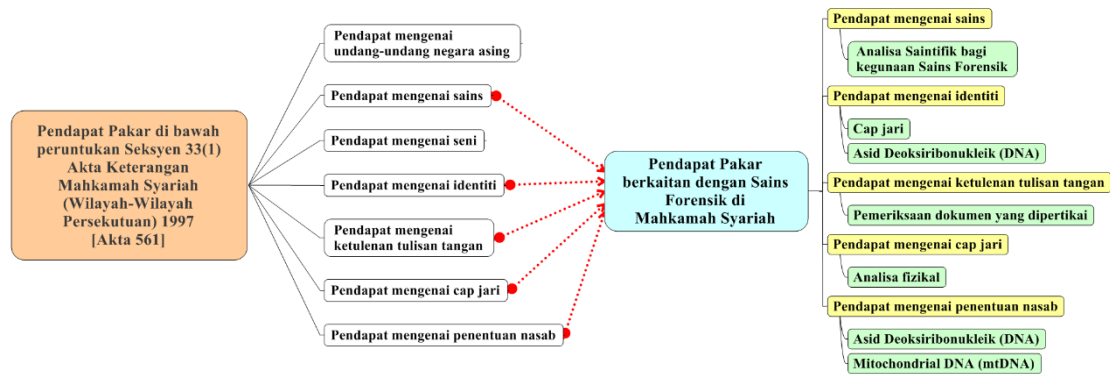 Pendapat Pakar di bawah
peruntukan Seksyen 33(1)
Akta Keterangan
Mahkamah Syariah
(Wilayah-Wilayah
Persekutuan) 1997
[Akta 561]
Pendapat mengenai
undang-undang negara asing
Pendapat mengenai sains
Pendapat mengenai seni
Pendapat mengenai identiti
Pendapat mengenai
ketulenan tulisan tangan
Pendapat mengenai cap jari
Pendapat mengenai penentuan nasab
Pendapat Pakar
berkaitan dengan Sains
Forensik di
Mahkamah Syariah
Pendapat mengenai sains
Analisa Saintifik bagi
kegunaan Sains Forensik
Pendapat mengenai identiti
Cap jari
Asid Deoksiribonukleik (DNA)
Pendapat mengenai ketulenan tulisan tangan
Pemeriksaan dokumen yang dipertikai
Pendapat mengenai cap jari
Analisa fizikal
Pendapat mengenai penentuan nasab
Asid Deoksiribonukleik (DNA)
Mitochondrial DNA (mtDNA)